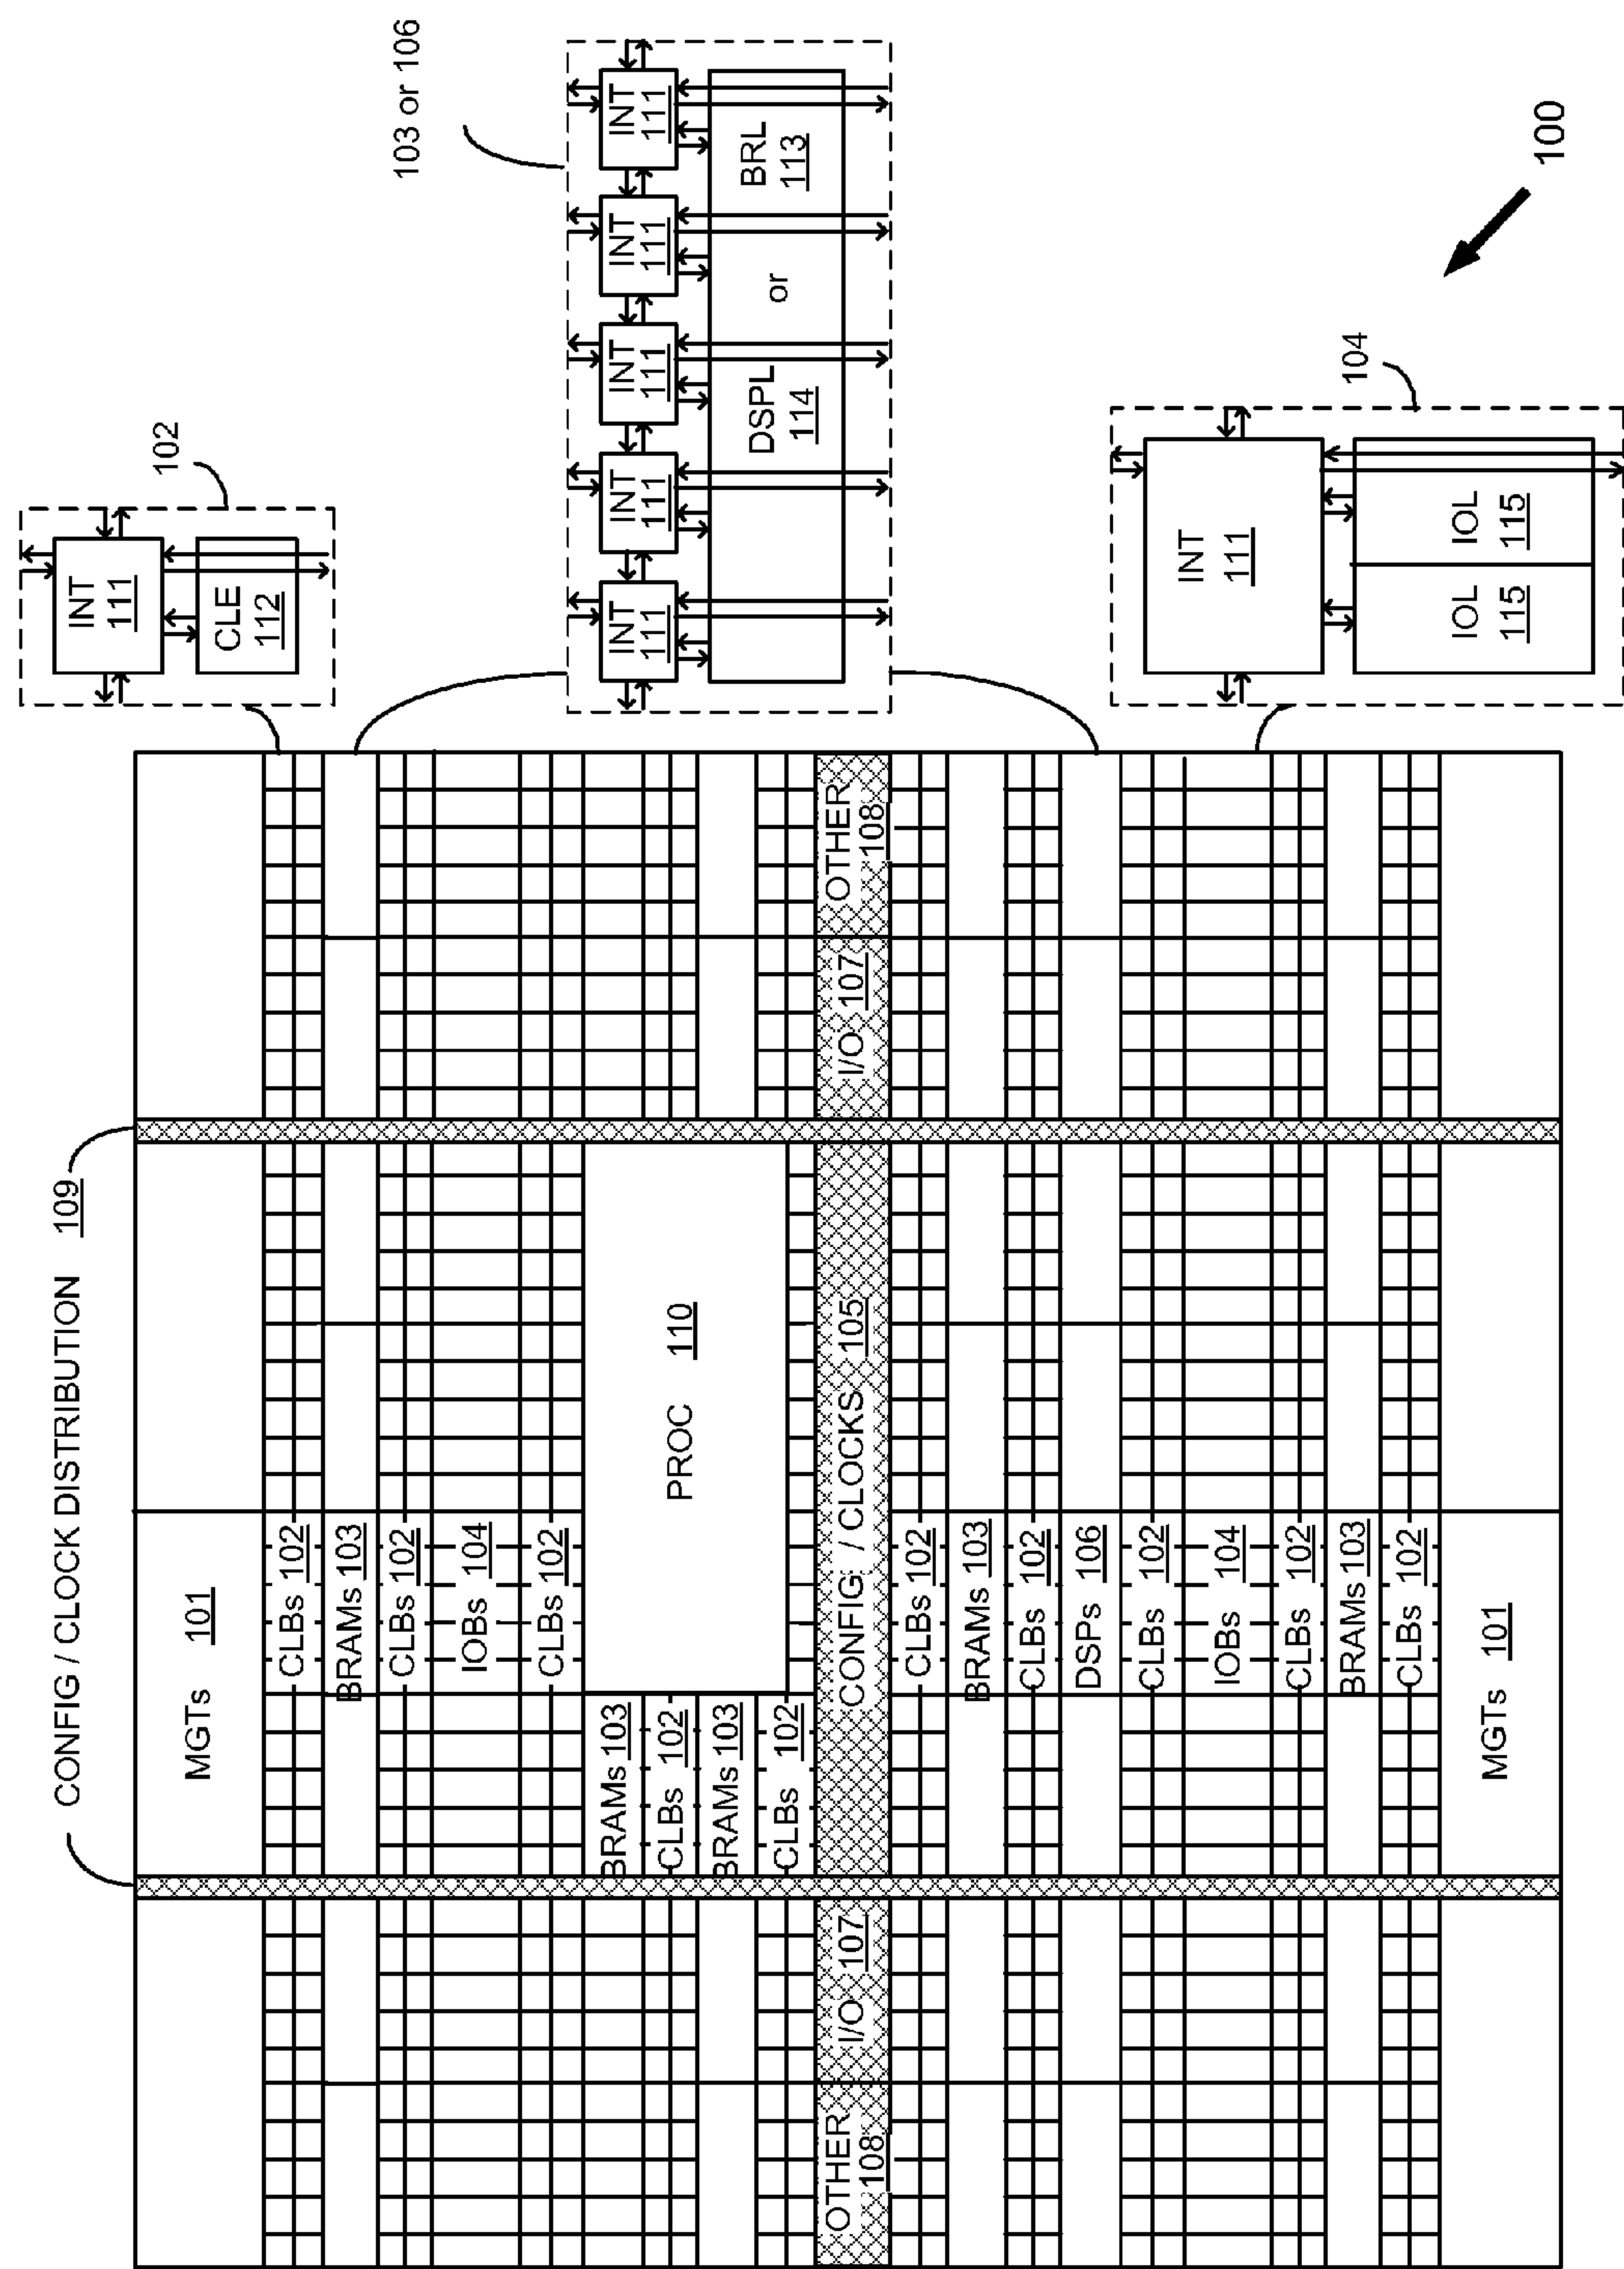 CONFIG / CLOCK DISTRIBUTION 109
MGTs 101
CLBs 102
BRAMs 103
CLBs 102
IOBs 104
CLBs 102
BRAMs 103
CLBs 102
BRAMs 103
CLBs 102
PROC 110
OTHER
108
I/O 107
CONFIG / CLOCKS 105
I/O 107
OTHER
108
CLBs 102
BRAMs 103
CLBs 102
DSPs 106
CLBs 102
IOBs 104
CLBs 102
BRAMs 103
CLBs 102
MGTs 101
102
INT
111
CLE
112
103 or 106
INT
111
INT
111
INT
111
INT
111
INT
111
DSPL
114
or
BRL
113
104
INT
111
IOL
115
IOL
115
100